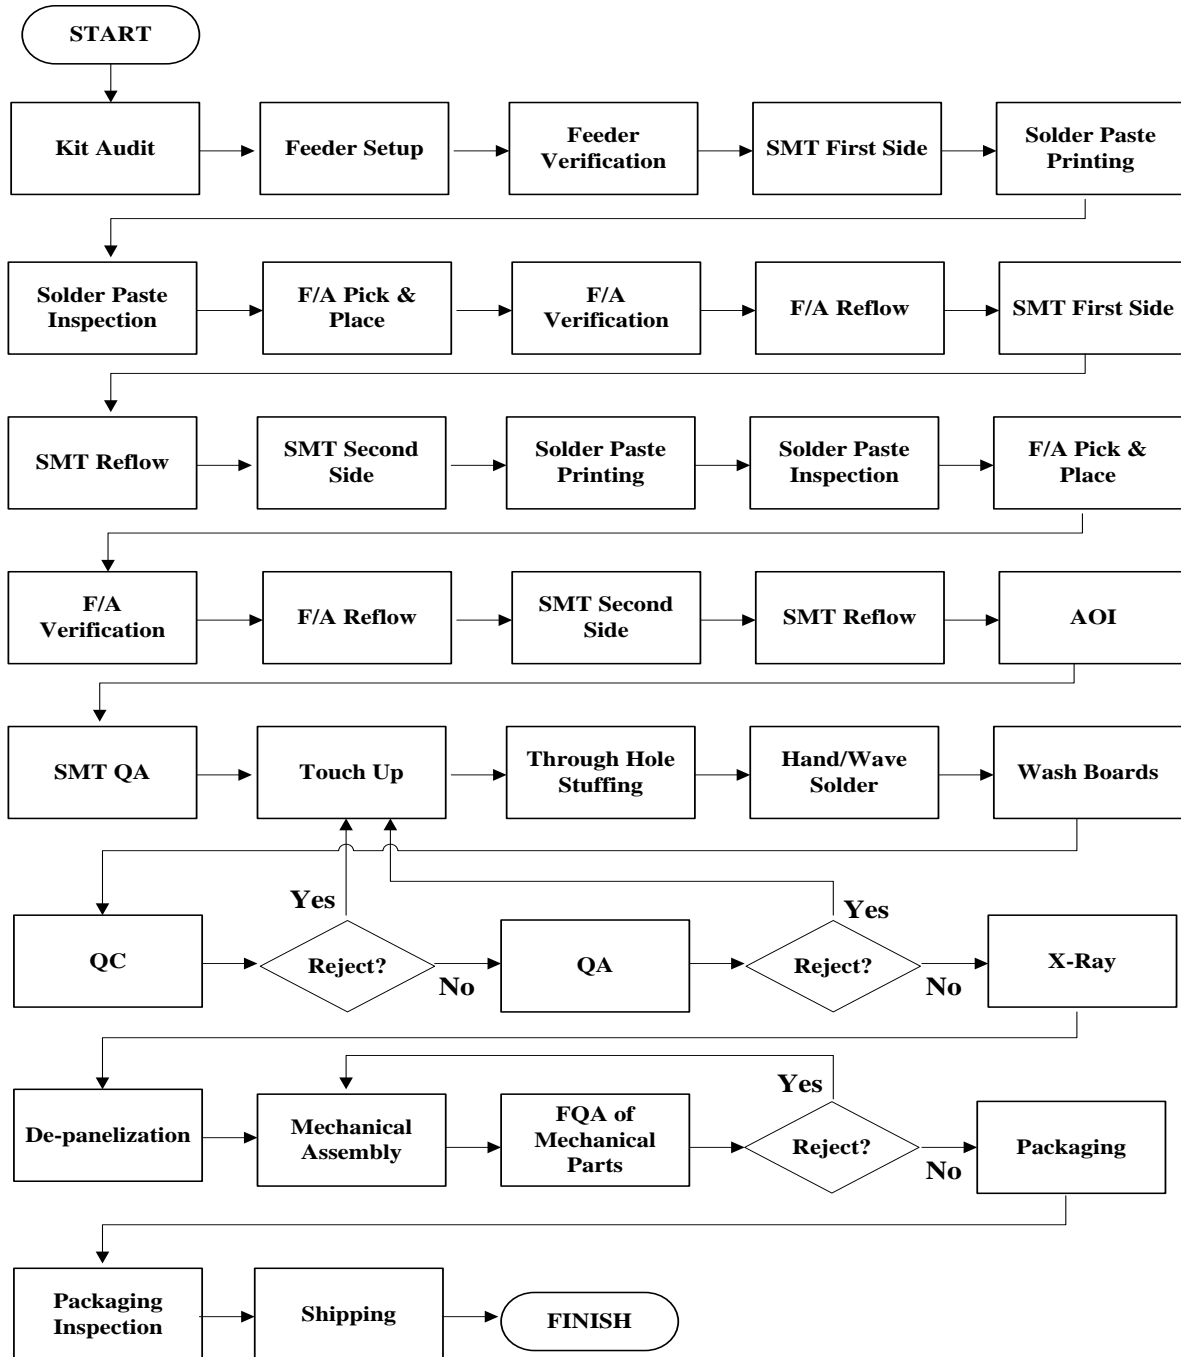 START
Kit Audit
Feeder Setup
Feeder
Verification
SMT First Side
Solder Paste
Printing
Solder Paste
Inspection
F/A Pick &
Place
F/A
Verification
F/A Reflow
SMT First Side
SMT Reflow
SMT Second
Side
Solder Paste
Printing
Solder Paste
Inspection
F/A Pick &
Place
F/A
Verification
F/A Reflow
SMT Second
Side
SMT Reflow
AOI
SMT QA
Touch Up
Through Hole
Stuffing
Hand/Wave
Solder
Wash Boards
QC
Yes
Reject?
No
QA
Yes
Reject?
No
X-Ray
De-panelization
Mechanical
Assembly
FQA of
Mechanical
Parts
Yes
Reject?
No
Packaging
Packaging
Inspection
Shipping
FINISH